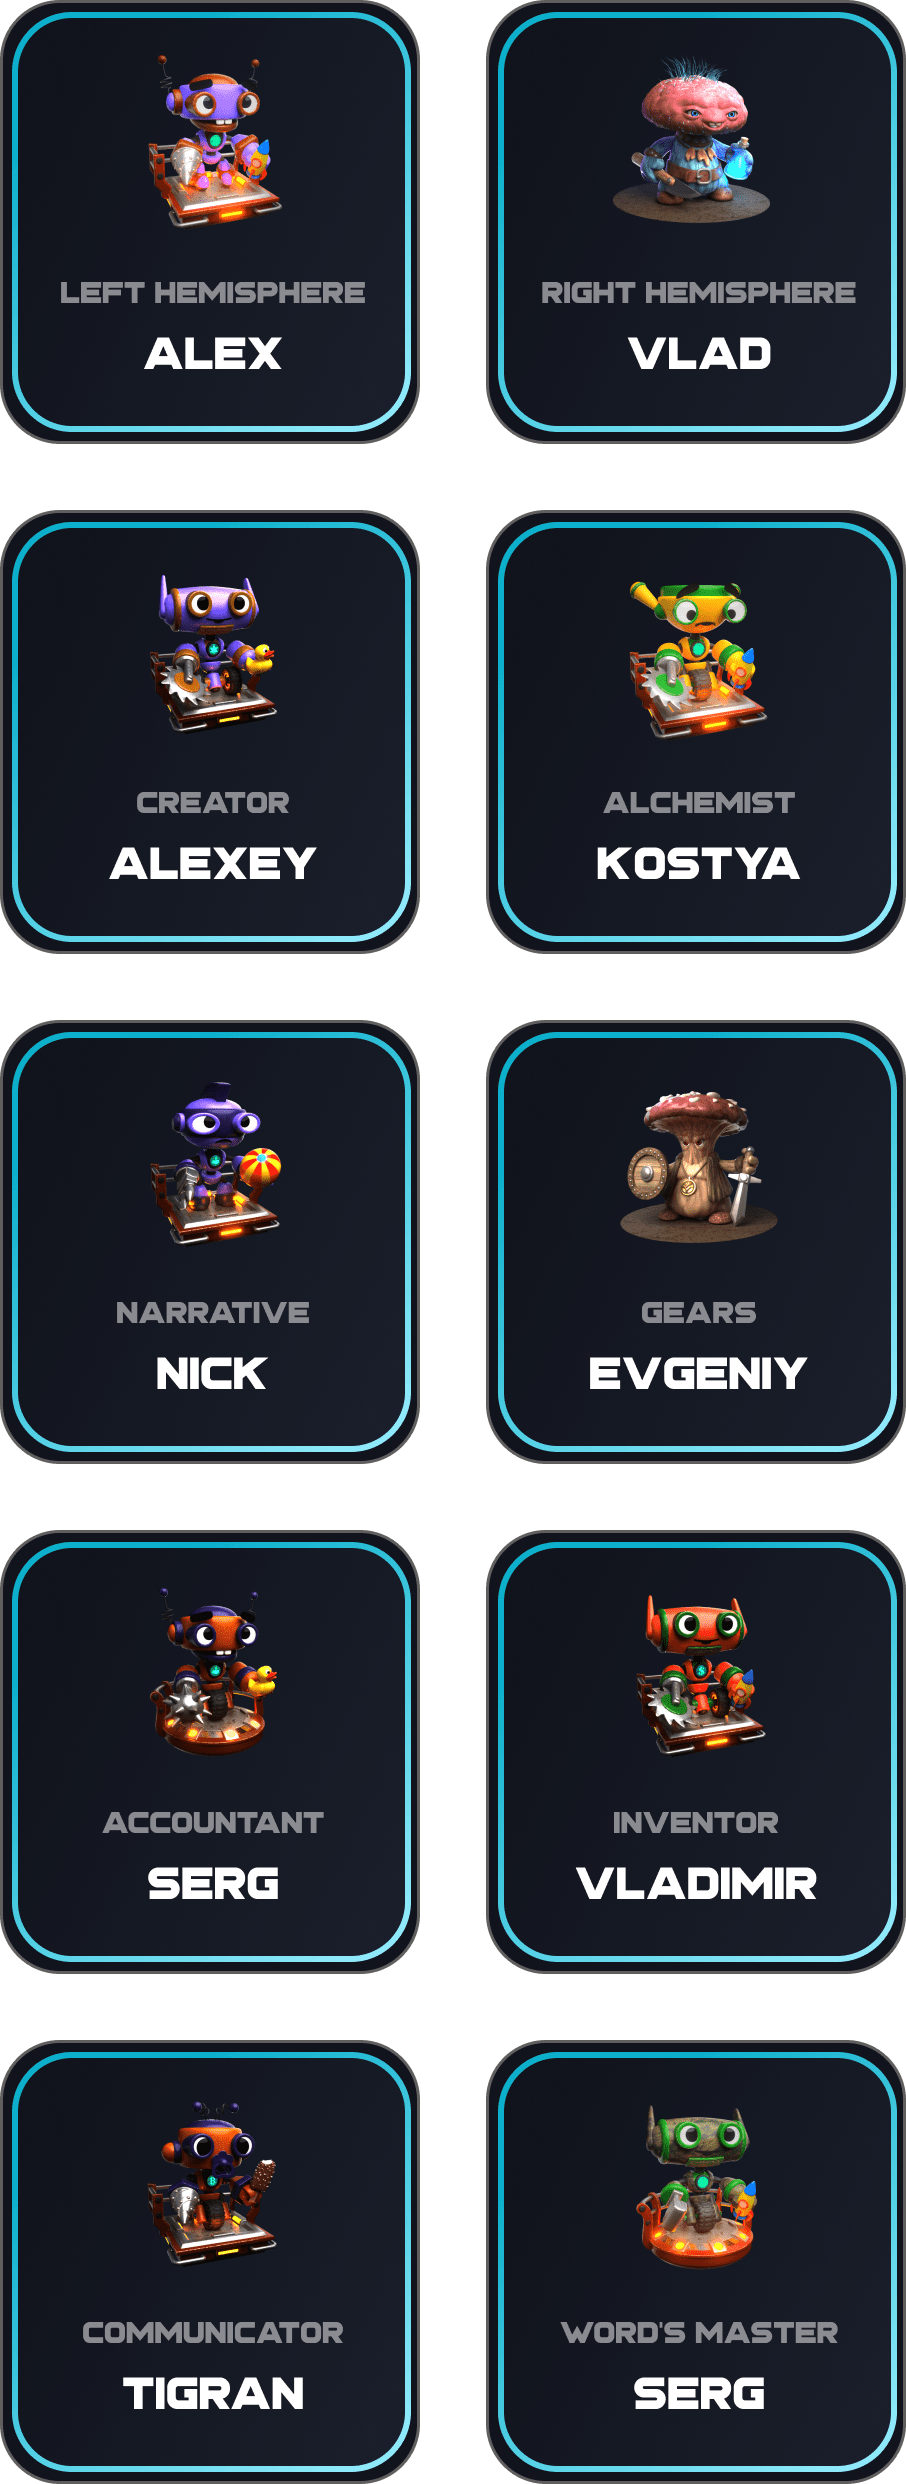 LEFT HEMISPHERE
ALEX
RIGHT HEMISPHERE
VLAD
CREATOR
ALEXEY
ALCHEMIST
KOSTYA
NARRATIVE
NICK
GEARS
EVGENIY
ACCOUNTANT
SERG
INVENTOR
VLADIMIR
COMMUNICATOR
TIGRAN
WORD'S MASTER
SERG